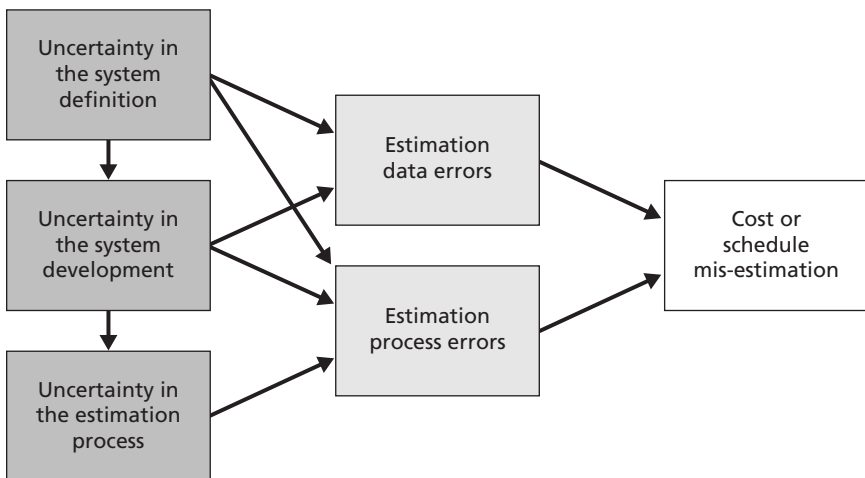 Uncertainty in
the system
definition
Uncertainty in
the system
development
Uncertainty in
the estimation
process
Estimation
data errors
Estimation
process errors
Cost or
schedule
mis-estimation